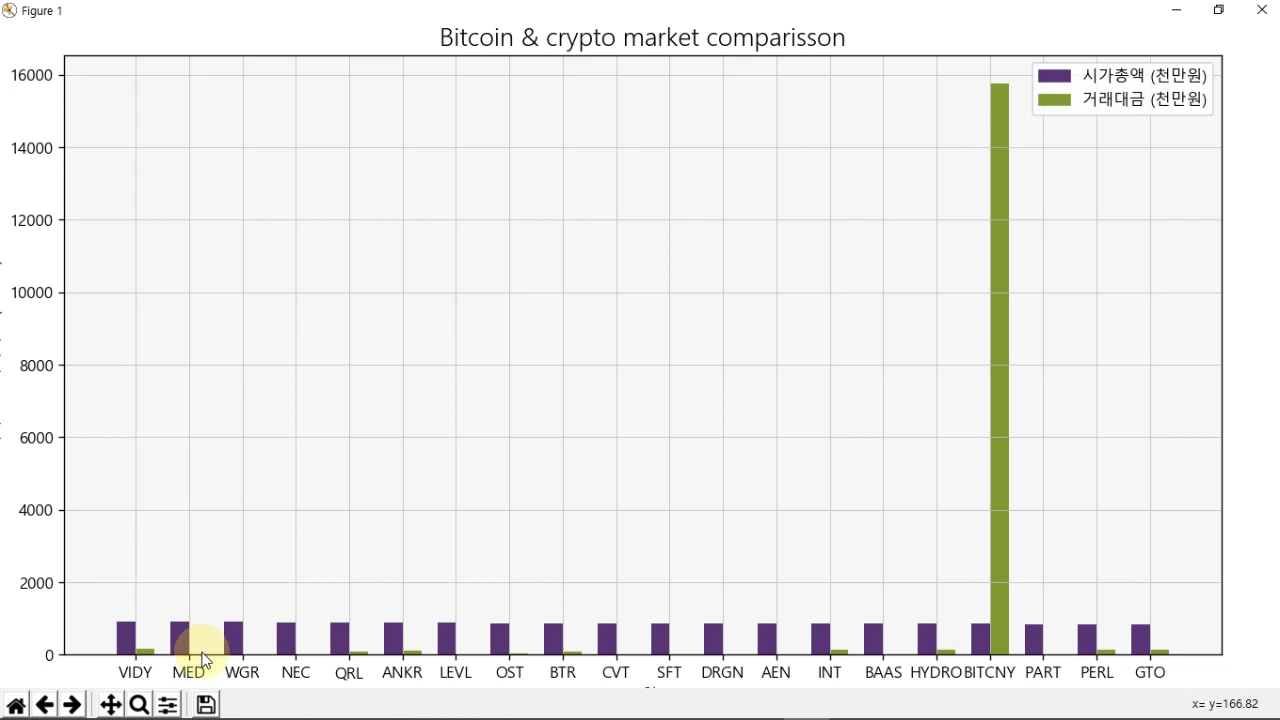 Figure 1
Bitcoin & crypto market comparisson
시가총액 (천만원)
거래대금 (천만원)
16000
14000
12000
10000
8000
6000
4000
2000
0
VIDY MED WGR NEC QRL ANKR LEVL OST BTR CVT SFT DRGN AEN INT BAAS HYDRO BITCNY PART PERL GTO
x= y=166.82